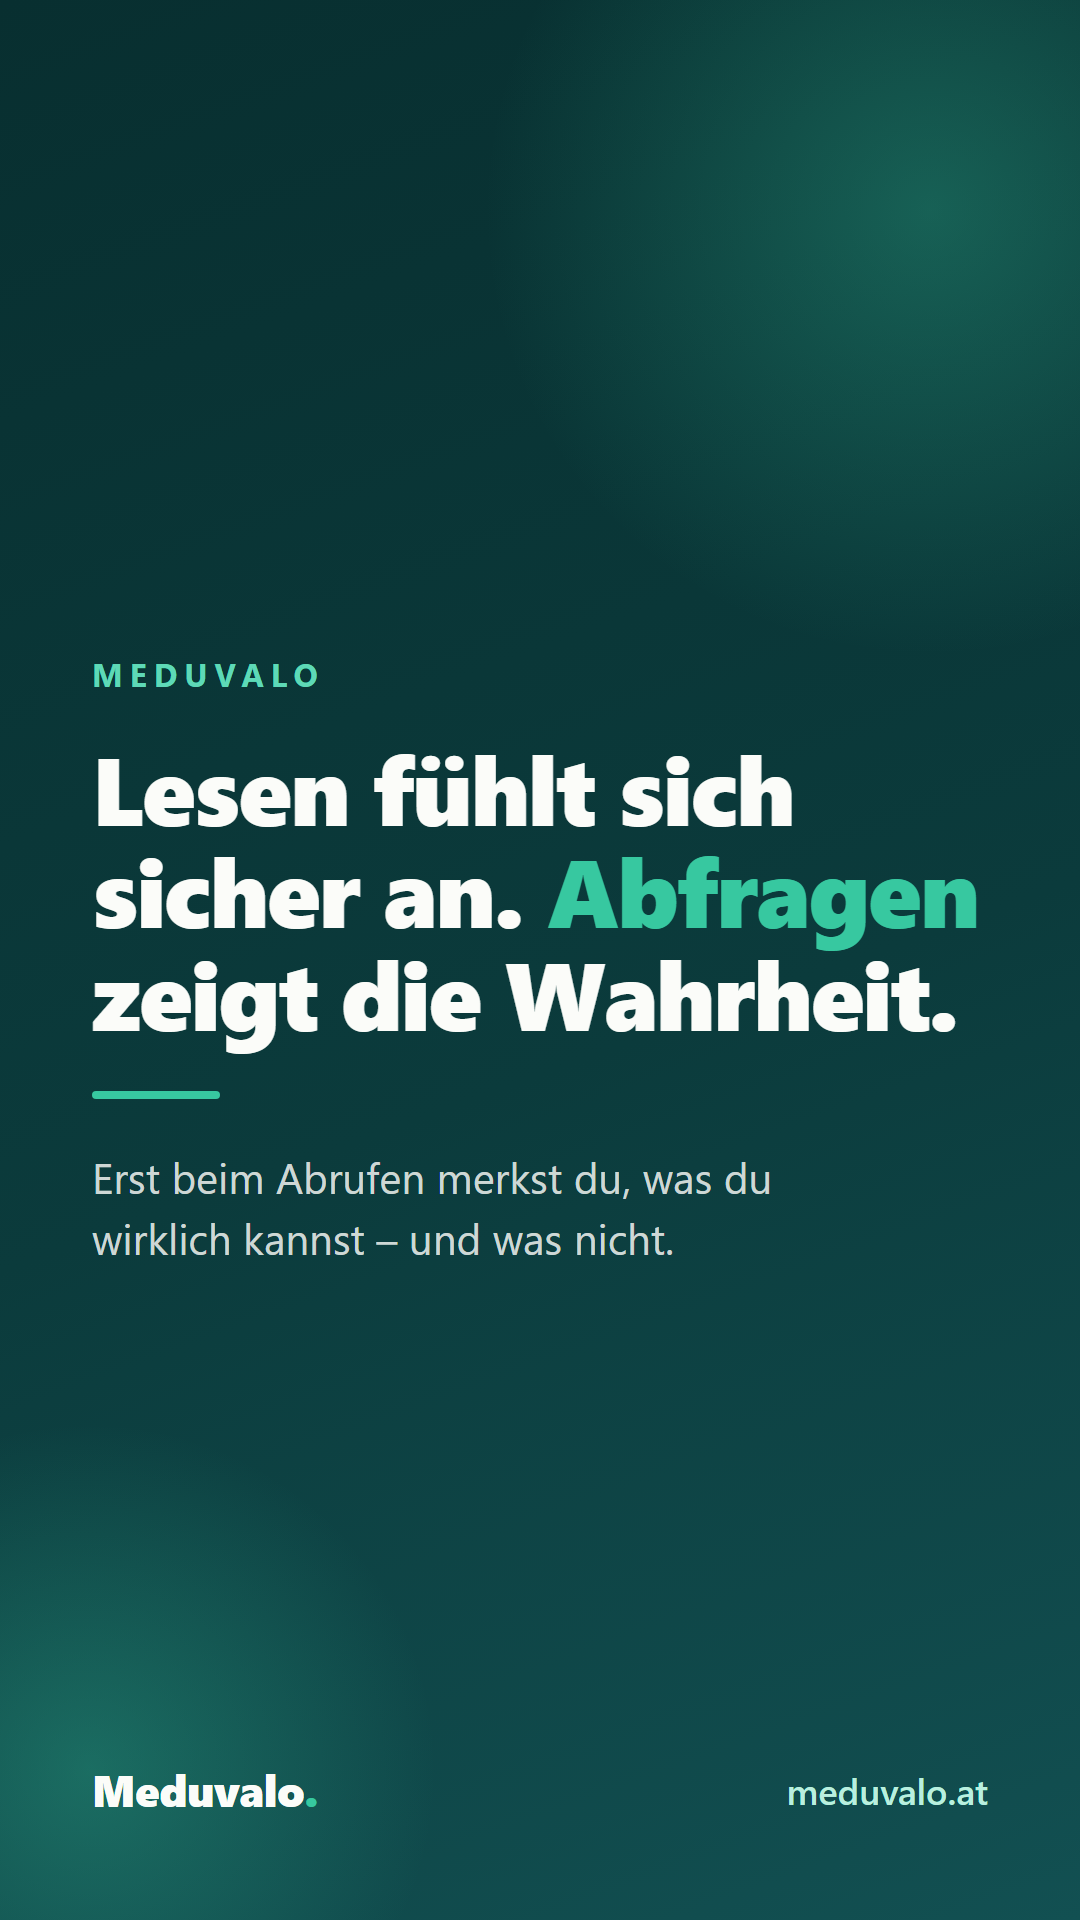 MEDUVALO
Lesen fühlt sich
sicher an. Abfragen
zeigt die Wahrheit.
Erst beim Abrufen merkst du, was du
wirklich kannst – und was nicht.
Meduvalo.
meduvalo.at